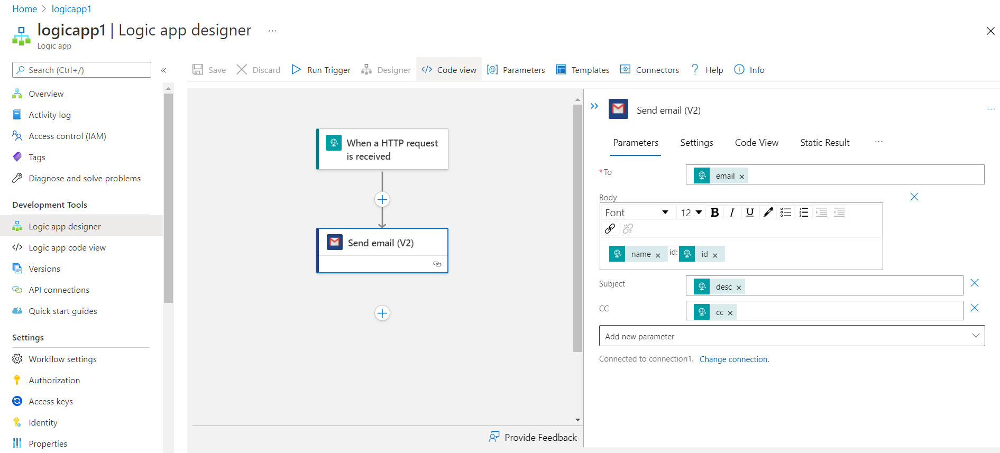 Home > logicapp1
logicapp1 | Logic app designer ...
Logic app
Search (Ctrl+/) «
Save Discard Run Trigger Designer </> Code view [@] Parameters Templates Connectors ? Help Info
Overview
Activity log
Access control (IAM)
Tags
Diagnose and solve problems
Development Tools
Logic app designer
</> Logic app code view
Versions
API connections
Quick start guides
Settings
Workflow settings
Authorization
Access keys
Identity
Properties
When a HTTP request
is received
Send email (V2)
Provide Feedback
Send email (V2) ...
Parameters Settings Code View Static Result ...
* To email ×
Body
Font 12 B I U
name × id: id ×
Subject desc ×
CC cc ×
Add new parameter
Connected to connection1. Change connection.